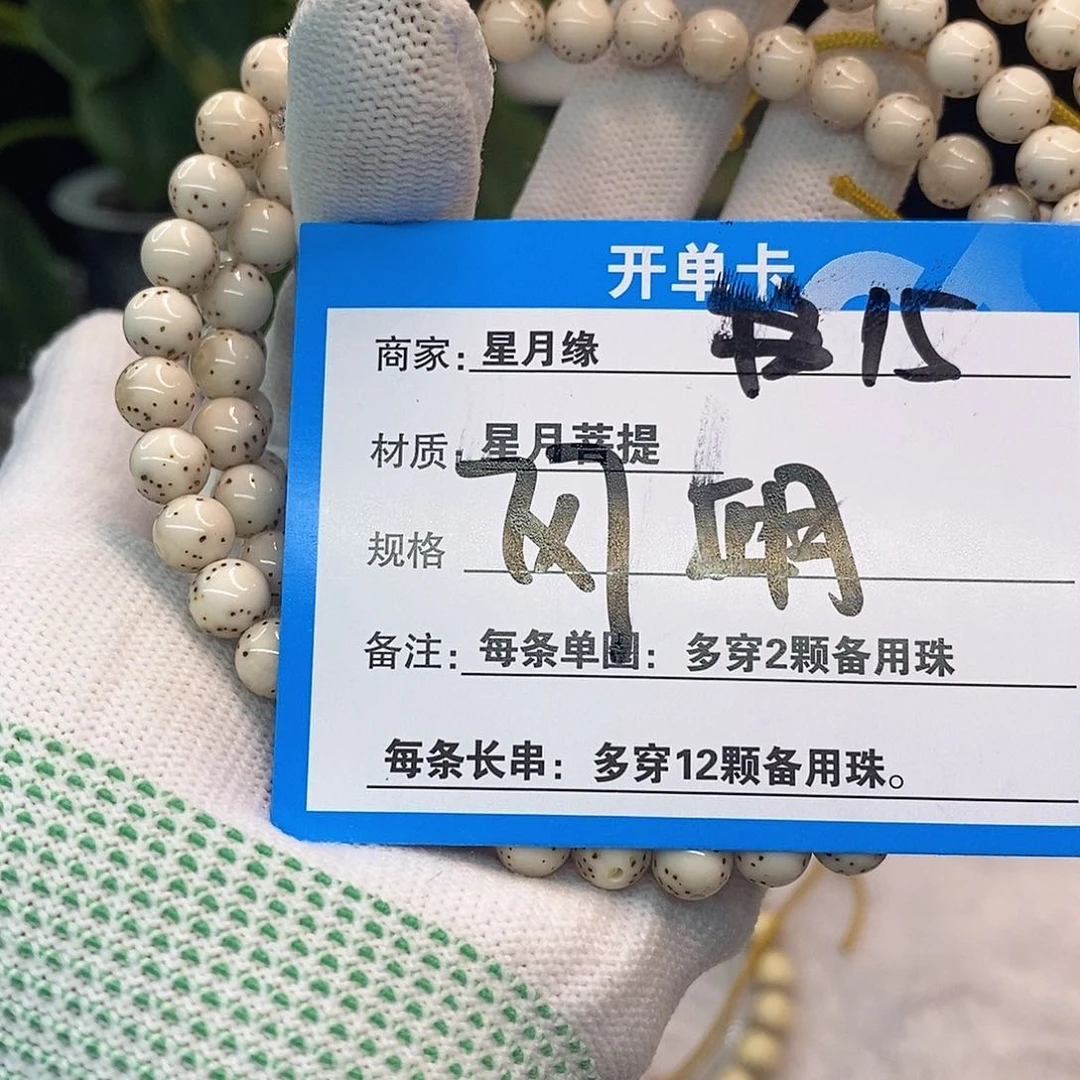 开单卡
商家：星月缘 #15
材质：星月菩提
规格
备注：每条单圈：多穿2颗备用珠
每条长串：多穿12颗备用珠。